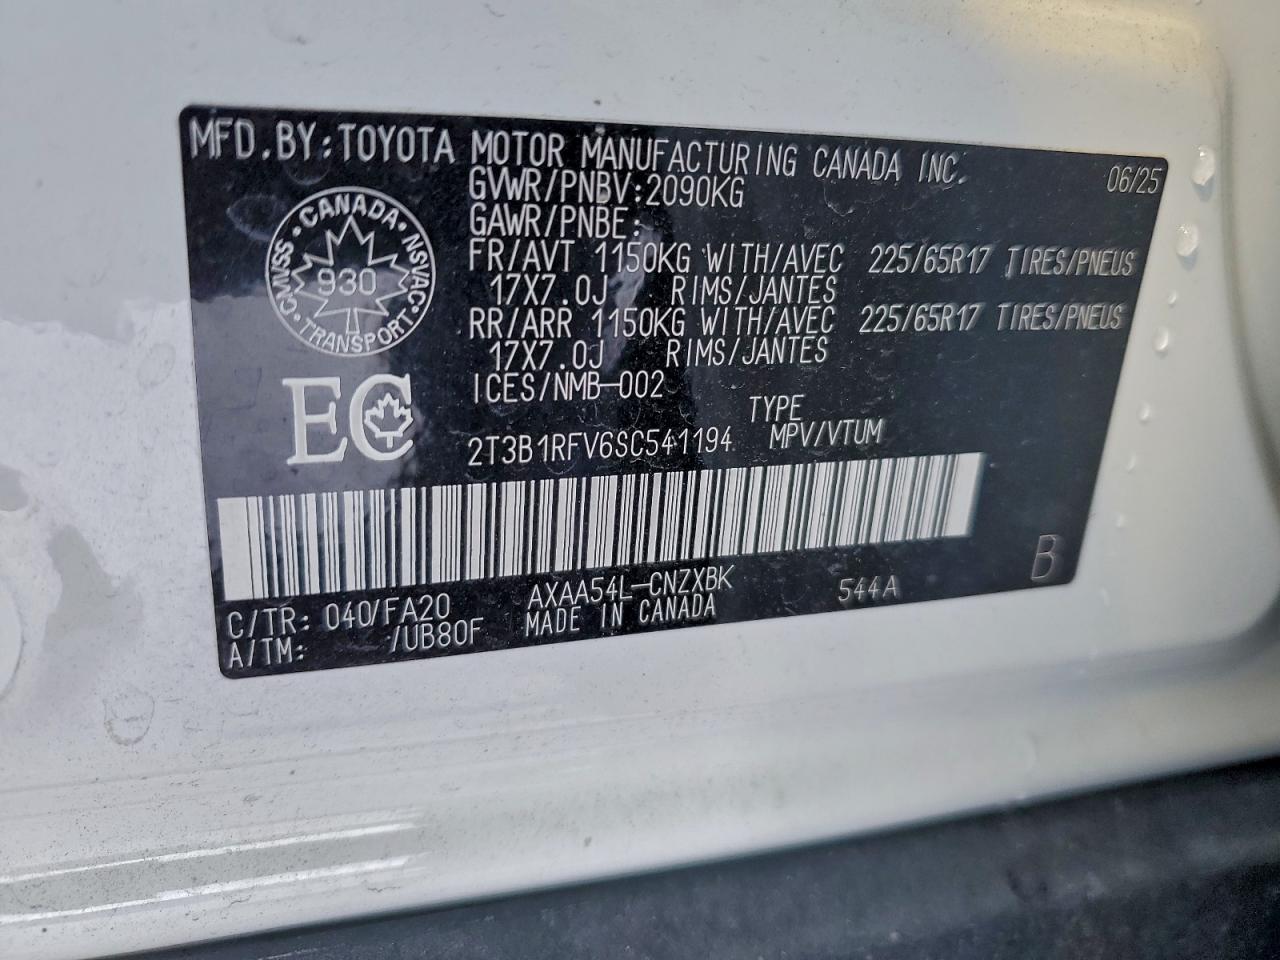 MFD.BY:TOYOTA MOTOR MANUFACTURING CANADA INC. 06/25
GVWR/PNBV:2090KG
GAWR/PNBE:
FR/AVT 1150KG WITH/AVEC 225/65R17 TIRES/PNEUS
17X7.0J RIMS/JANTES
RR/ARR 1150KG WITH/AVEC 225/65R17 TIRES/PNEUS
17X7.0J RIMS/JANTES
ICES/NMB-002
CANADA
CMVSS NSVAC
930
TRANSPORT
EC
TYPE
2T3B1RFV6SC541194 MPV/VTUM
C/TR: 040/FA20 AXAA54L-CNZXBK 544A B
A/TM: /UB80F MADE IN CANADA